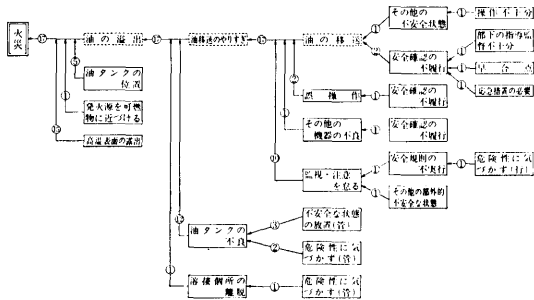 火災
油の溢出
油移送のやりすぎ
油の移送
その他の
不安全状態
操作不十分
安全確認の
不履行
部下の指導監
督不十分
早合点
応急措置の必要
油タンクの
位置
誤操作
安全確認の
不履行
発火源を可燃
物に近づける
その他の
機器の不良
安全確認の
不履行
高温表面の露出
監視・注意
を怠る
安全規則の
不実行
危険性に気
づかず(行)
その他の部外的
不安全な状態
油タンクの
不良
不安全な状態
の放置(管)
危険性に気
づかず(管)
溶接個所の
離脱
危険性に気
づかず(管)